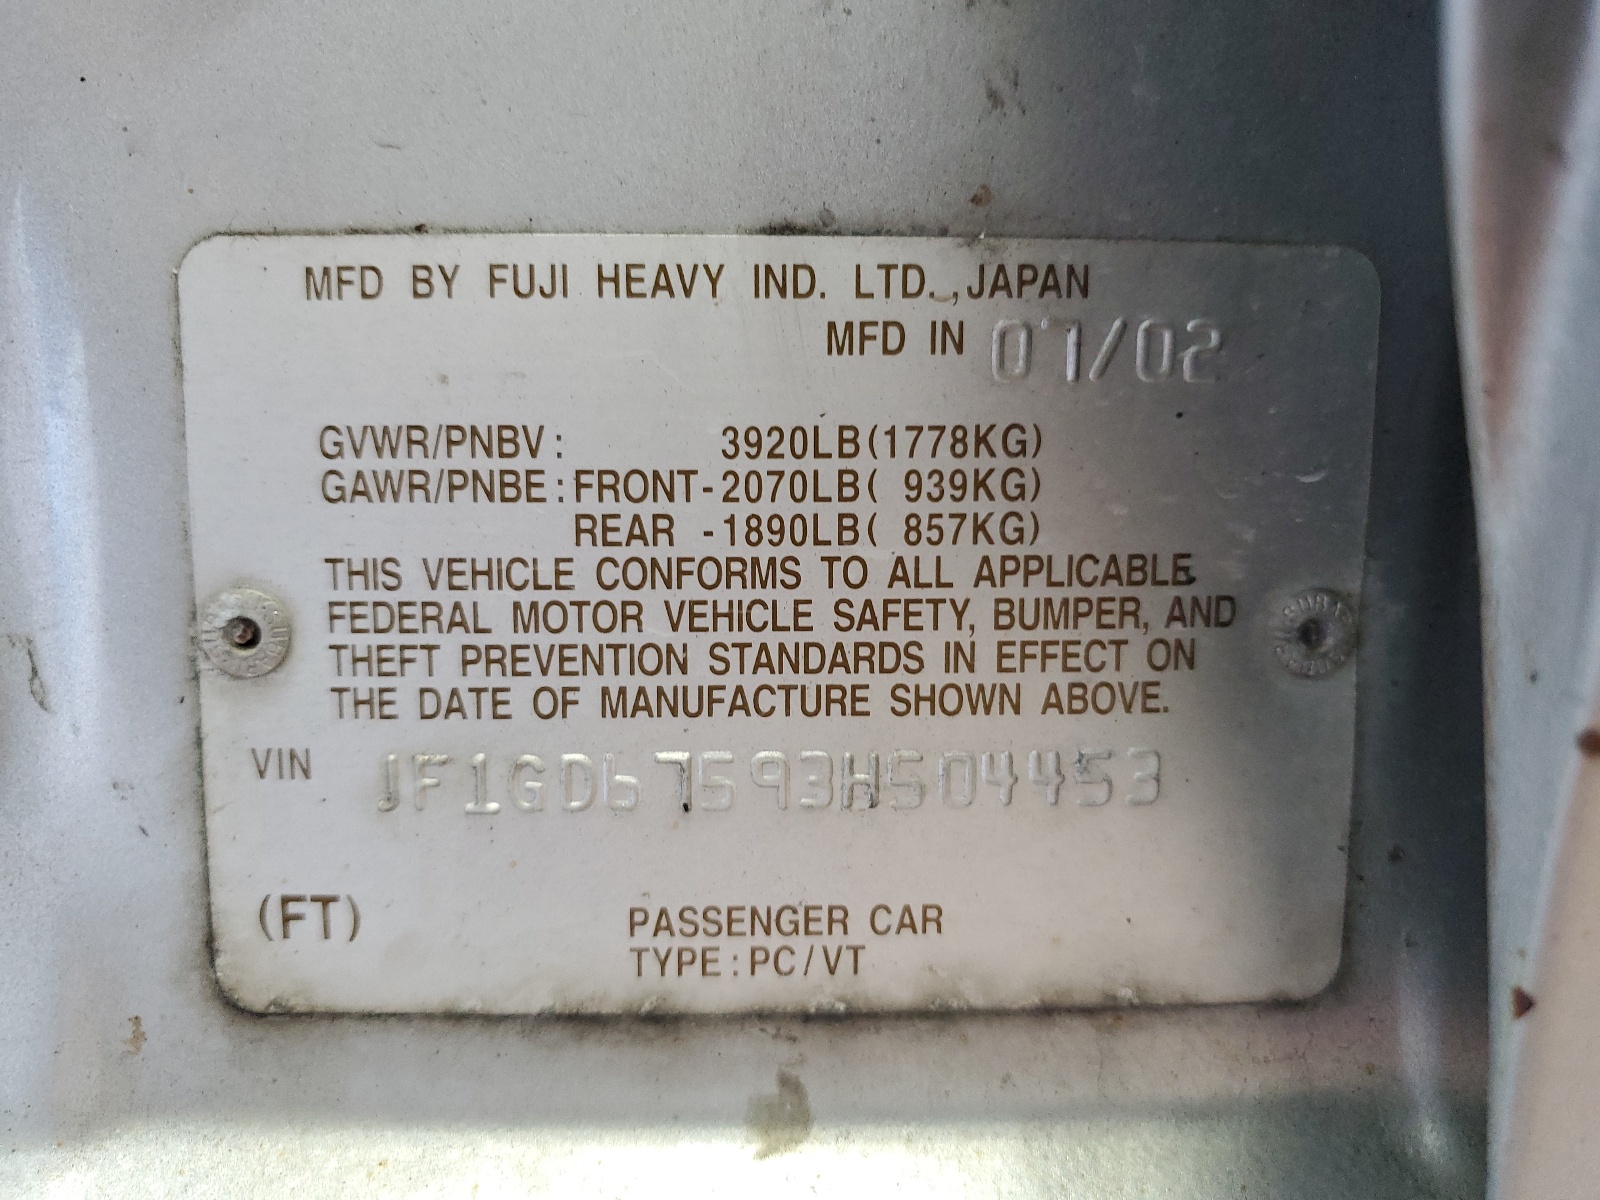 MFD BY FUJI HEAVY IND. LTD.,JAPAN
MFD IN 07/02
GVWR/PNBV: 3920LB(1778KG)
GAWR/PNBE:FRONT-2070LB( 939KG)
REAR -1890LB( 857KG)
THIS VEHICLE CONFORMS TO ALL APPLICABLE
FEDERAL MOTOR VEHICLE SAFETY, BUMPER, AND
THEFT PREVENTION STANDARDS IN EFFECT ON
THE DATE OF MANUFACTURE SHOWN ABOVE.
VIN JF1GD67593H504453
(FT) PASSENGER CAR
TYPE:PC/VT